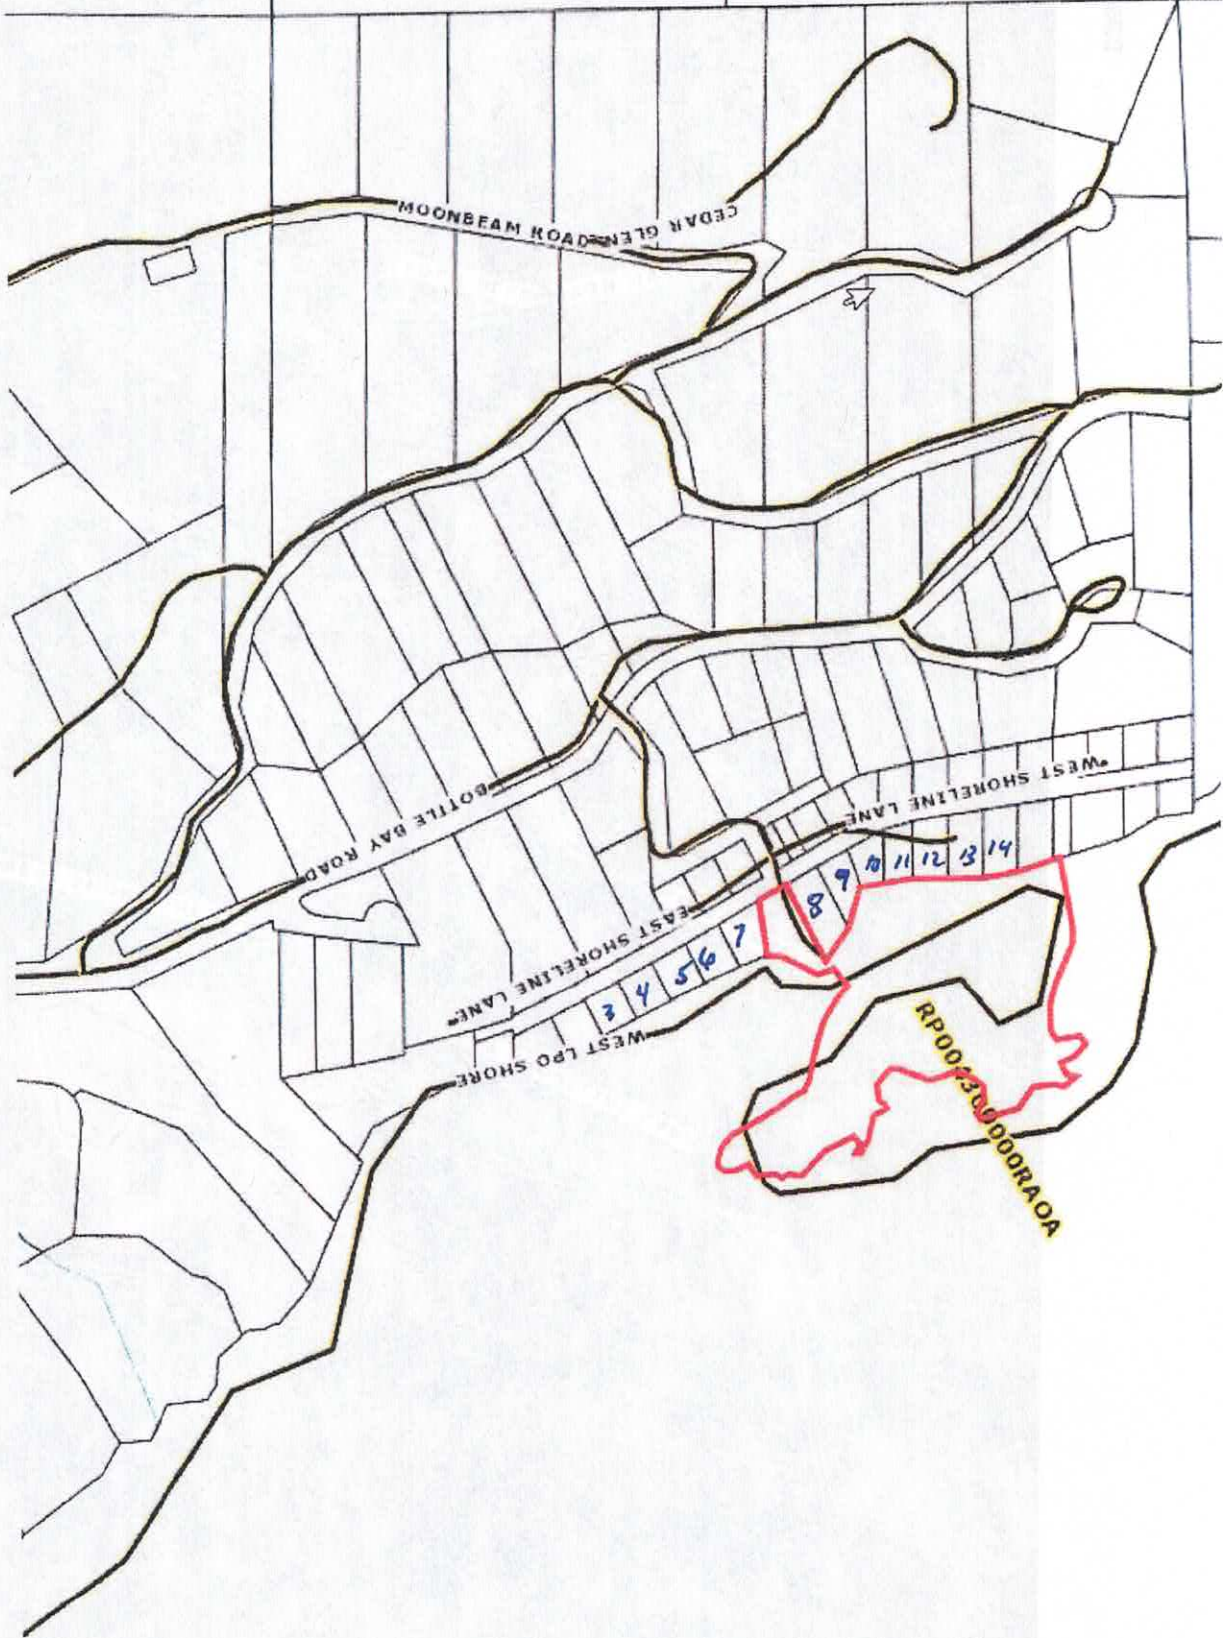 MOONBEAM ROAD
CEDAR GLEN
BOTTLE BAY ROAD
WEST SHORELINE LANE
EAST SHORELINE LANE
WEST LPO SHORE
3 4 5 6 7 8 9 10 11 12 13 14